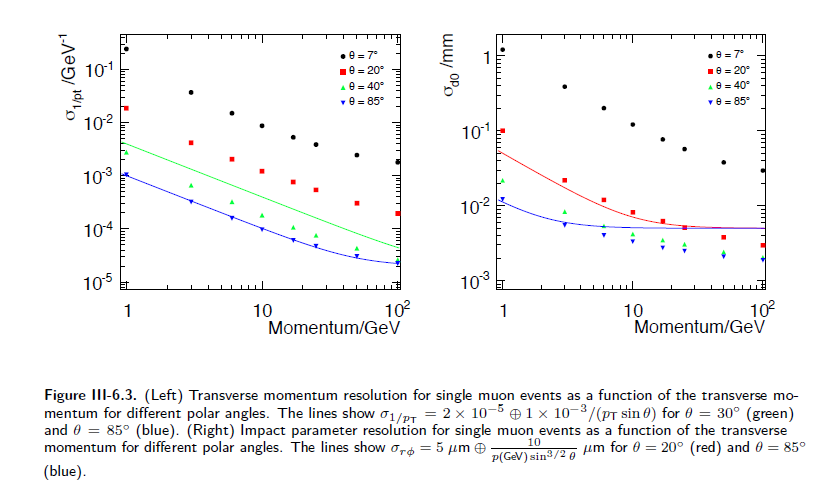 σ1/pt /GeV-1
10-1
10-2
10-3
10-4
10-5
θ = 7°
θ = 20°
θ = 40°
θ = 85°
1 10 102
Momentum/GeV
σd0 /mm
1
10-1
10-2
10-3
θ = 7°
θ = 20°
θ = 40°
θ = 85°
1 10 102
Momentum/GeV
Figure III-6.3. (Left) Transverse momentum resolution for single muon events as a function of the transverse mo-
mentum for different polar angles. The lines show σ1/pT = 2 × 10−5 ⊕ 1 × 10−3/(pT sin θ) for θ = 30° (green)
and θ = 85° (blue). (Right) Impact parameter resolution for single muon events as a function of the transverse
momentum for different polar angles. The lines show σrϕ = 5 μm ⊕ 10/(p(GeV) sin3/2 θ) μm for θ = 20° (red) and θ = 85°
(blue).